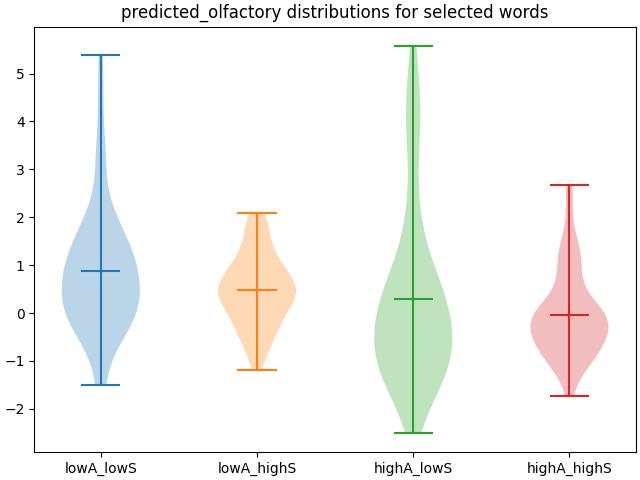 predicted_olfactory distributions for selected words
5
4
3
2
1
0
−1
−2
lowA_lowS
lowA_highS
highA_lowS
highA_highS